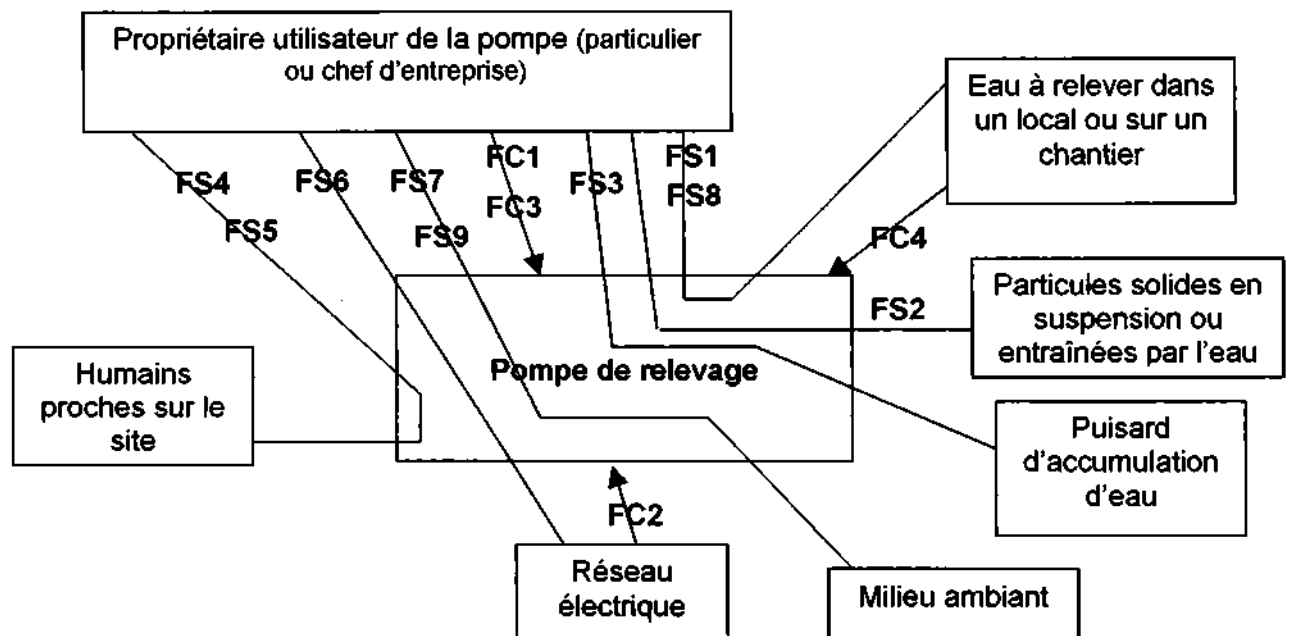 Propriétaire utilisateur de la pompe (particulier
ou chef d'entreprise)
Eau à relever dans
un local ou sur un
chantier
FS4
FS5
FS6
FS7
FS9
FC1
FC3
FS3
FS1
FS8
FC4
FS2
Particules solides en
suspension ou
entraînées par l'eau
Pompe de relevage
Humains
proches sur le
site
Puisard
d'accumulation
d'eau
FC2
Réseau
électrique
Milieu ambiant